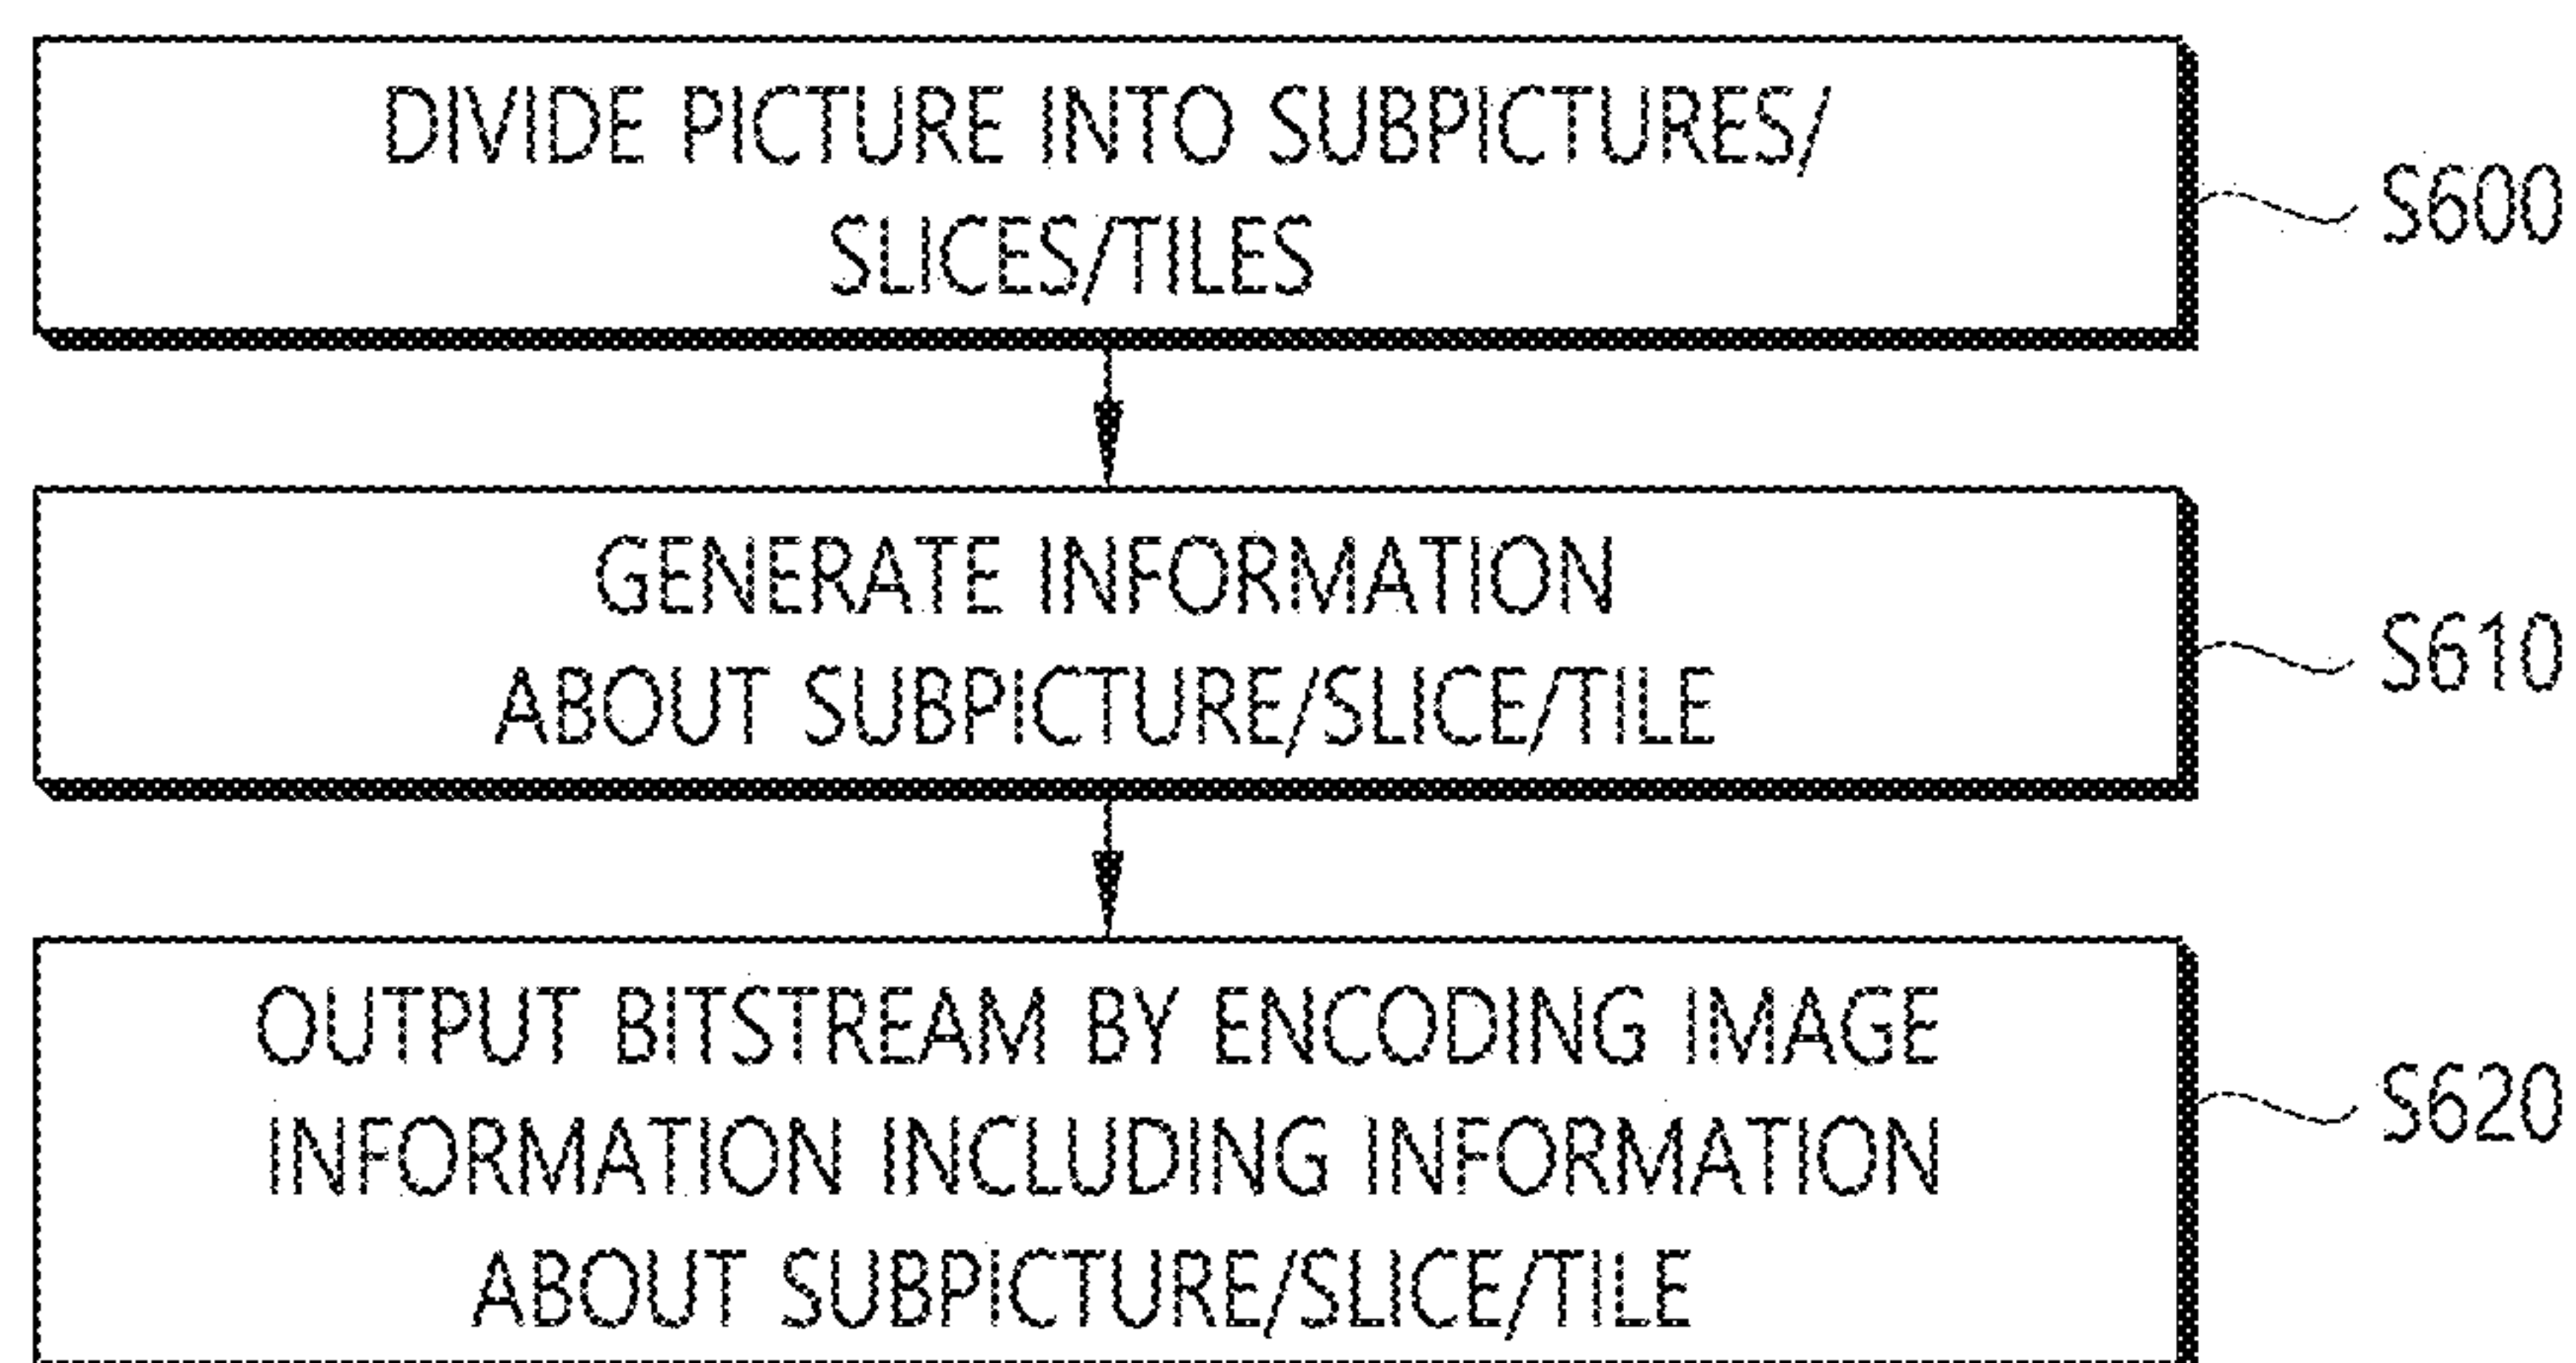 DIVIDE PICTURE INTO SUBPICTURES/
SLICES/TILES
S600
GENERATE INFORMATION
ABOUT SUBPICTURE/SLICE/TILE
S610
OUTPUT BITSTREAM BY ENCODING IMAGE
INFORMATION INCLUDING INFORMATION
ABOUT SUBPICTURE/SLICE/TILE
S620